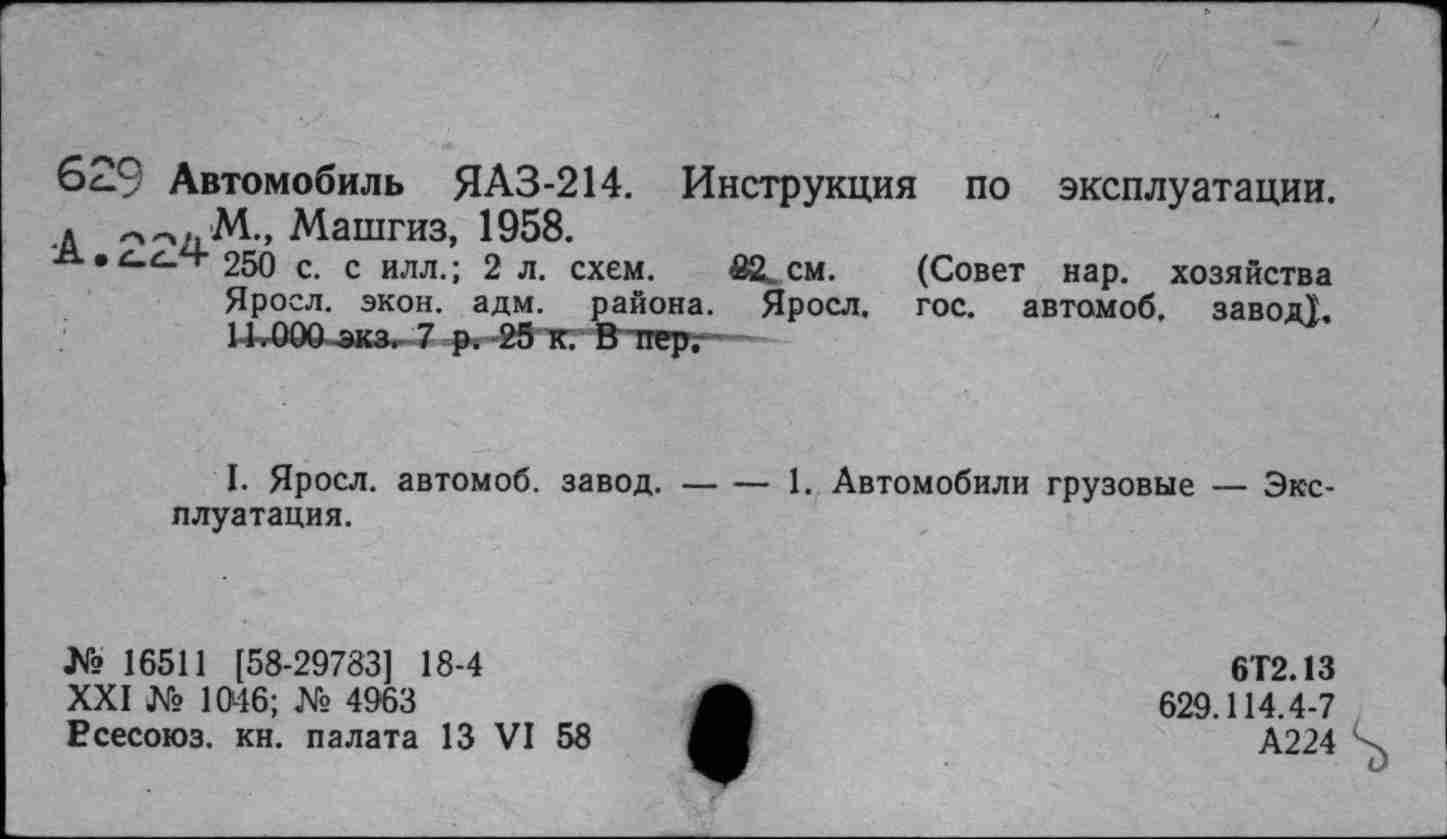 629 Автомобиль ЯАЗ-214. Инструкция по эксплуатации.
А.224 М., Машгиз, 1958.
250 с. с илл.; 2 л. схем. 22 см. (Совет нар. хозяйства
Яросл. экон. адм. района. Яросл. гос. автомоб. завод).
11.000 экз. 7 р. 25 к. В пер.
I. Яросл. автомоб. завод. — — 1. Автомобили грузовые — Экс-
плуатация.
№ 16511 [58-29783] 18-4
XXI № 1046; № 4963
Всесоюз. кн. палата 13 VI 58
6Т2.13
629.114.4-7
А224